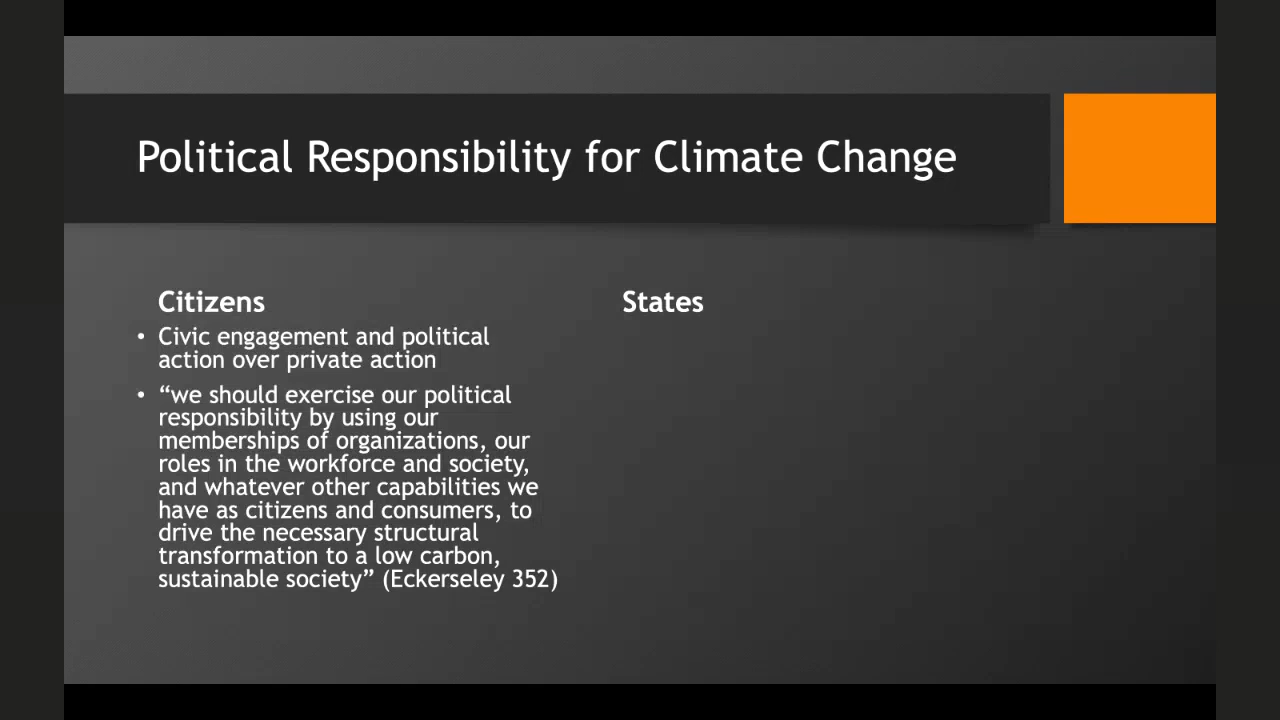 Political Responsibility for Climate Change
Citizens
• Civic engagement and political
action over private action
• “we should exercise our political
responsibility by using our
memberships of organizations, our
roles in the workforce and society,
and whatever other capabilities we
have as citizens and consumers, to
drive the necessary structural
transformation to a low carbon,
sustainable society” (Eckerseley 352)
States